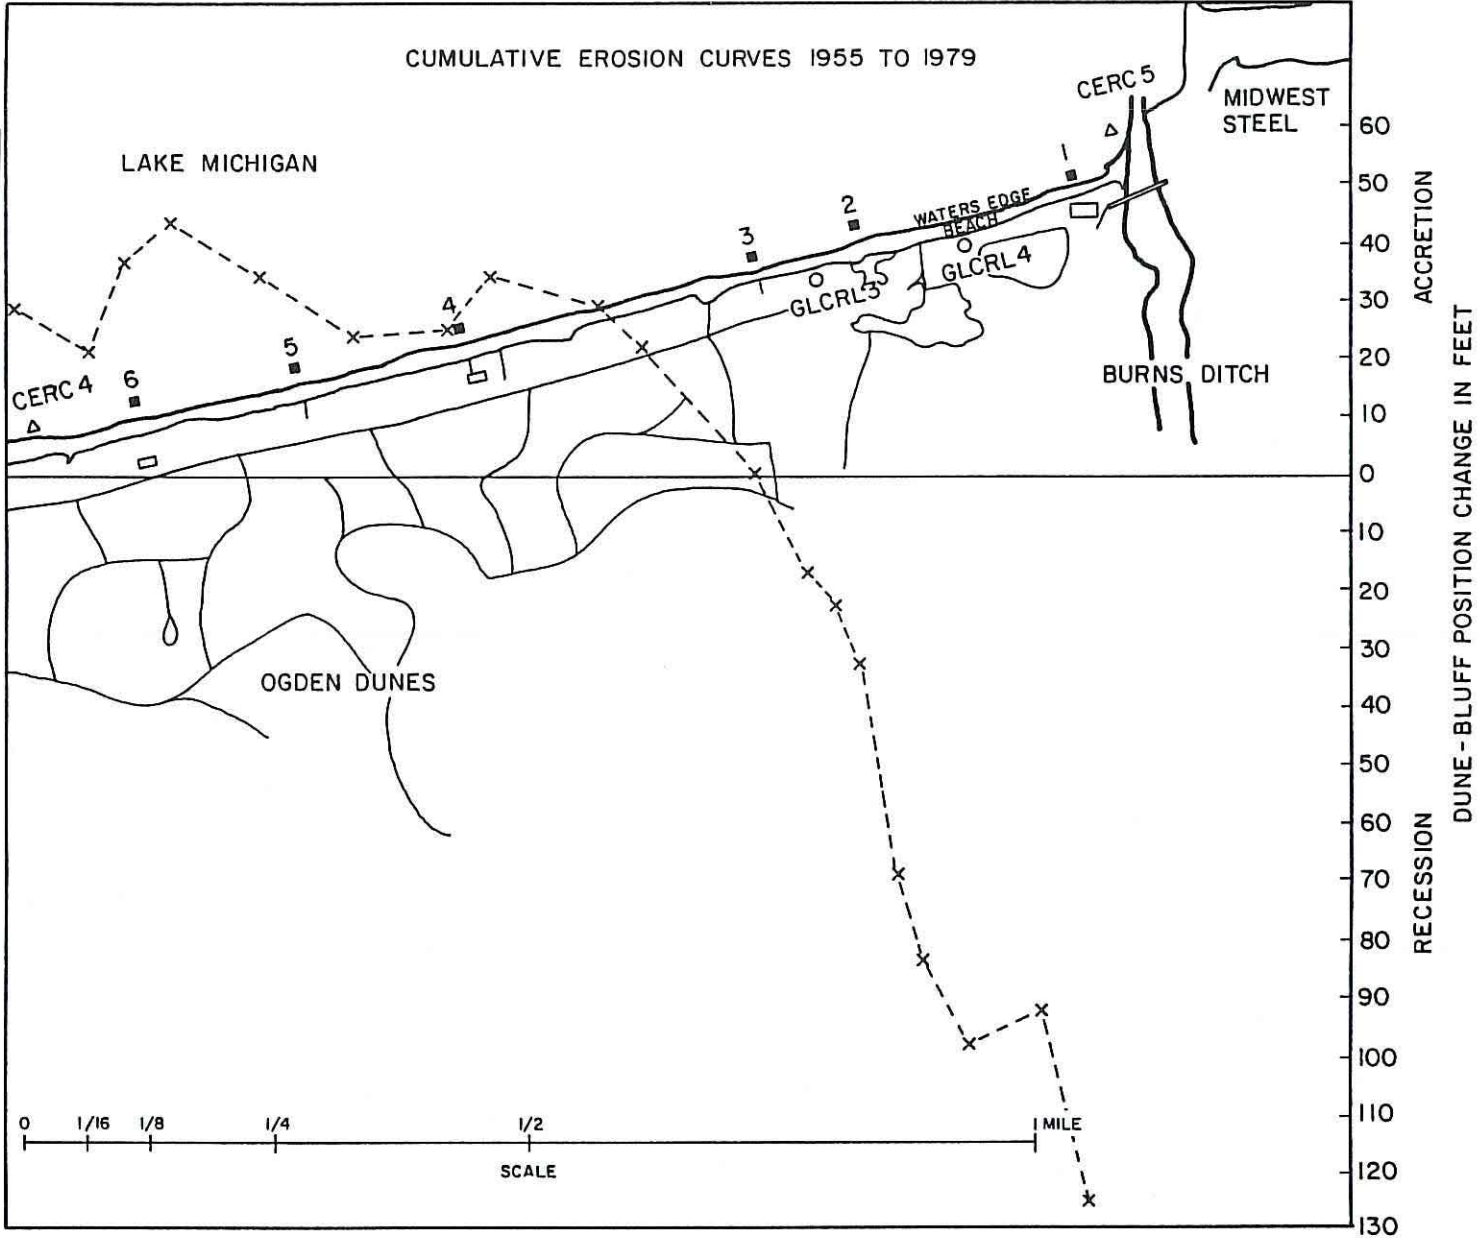 CUMULATIVE EROSION CURVES 1955 TO 1979
CERC 5
MIDWEST
STEEL
LAKE MICHIGAN
1
2
WATERS EDGE
BEACH
3
GLCRL 4
GLCRL 3
4
5
CERC 4
6
BURNS DITCH
OGDEN DUNES
60
50
40
30
20
10
0
10
20
30
40
50
60
70
80
90
100
110
120
130
ACCRETION
RECESSION
DUNE-BLUFF POSITION CHANGE IN FEET
0 1/16 1/8 1/4 1/2 1 MILE
SCALE